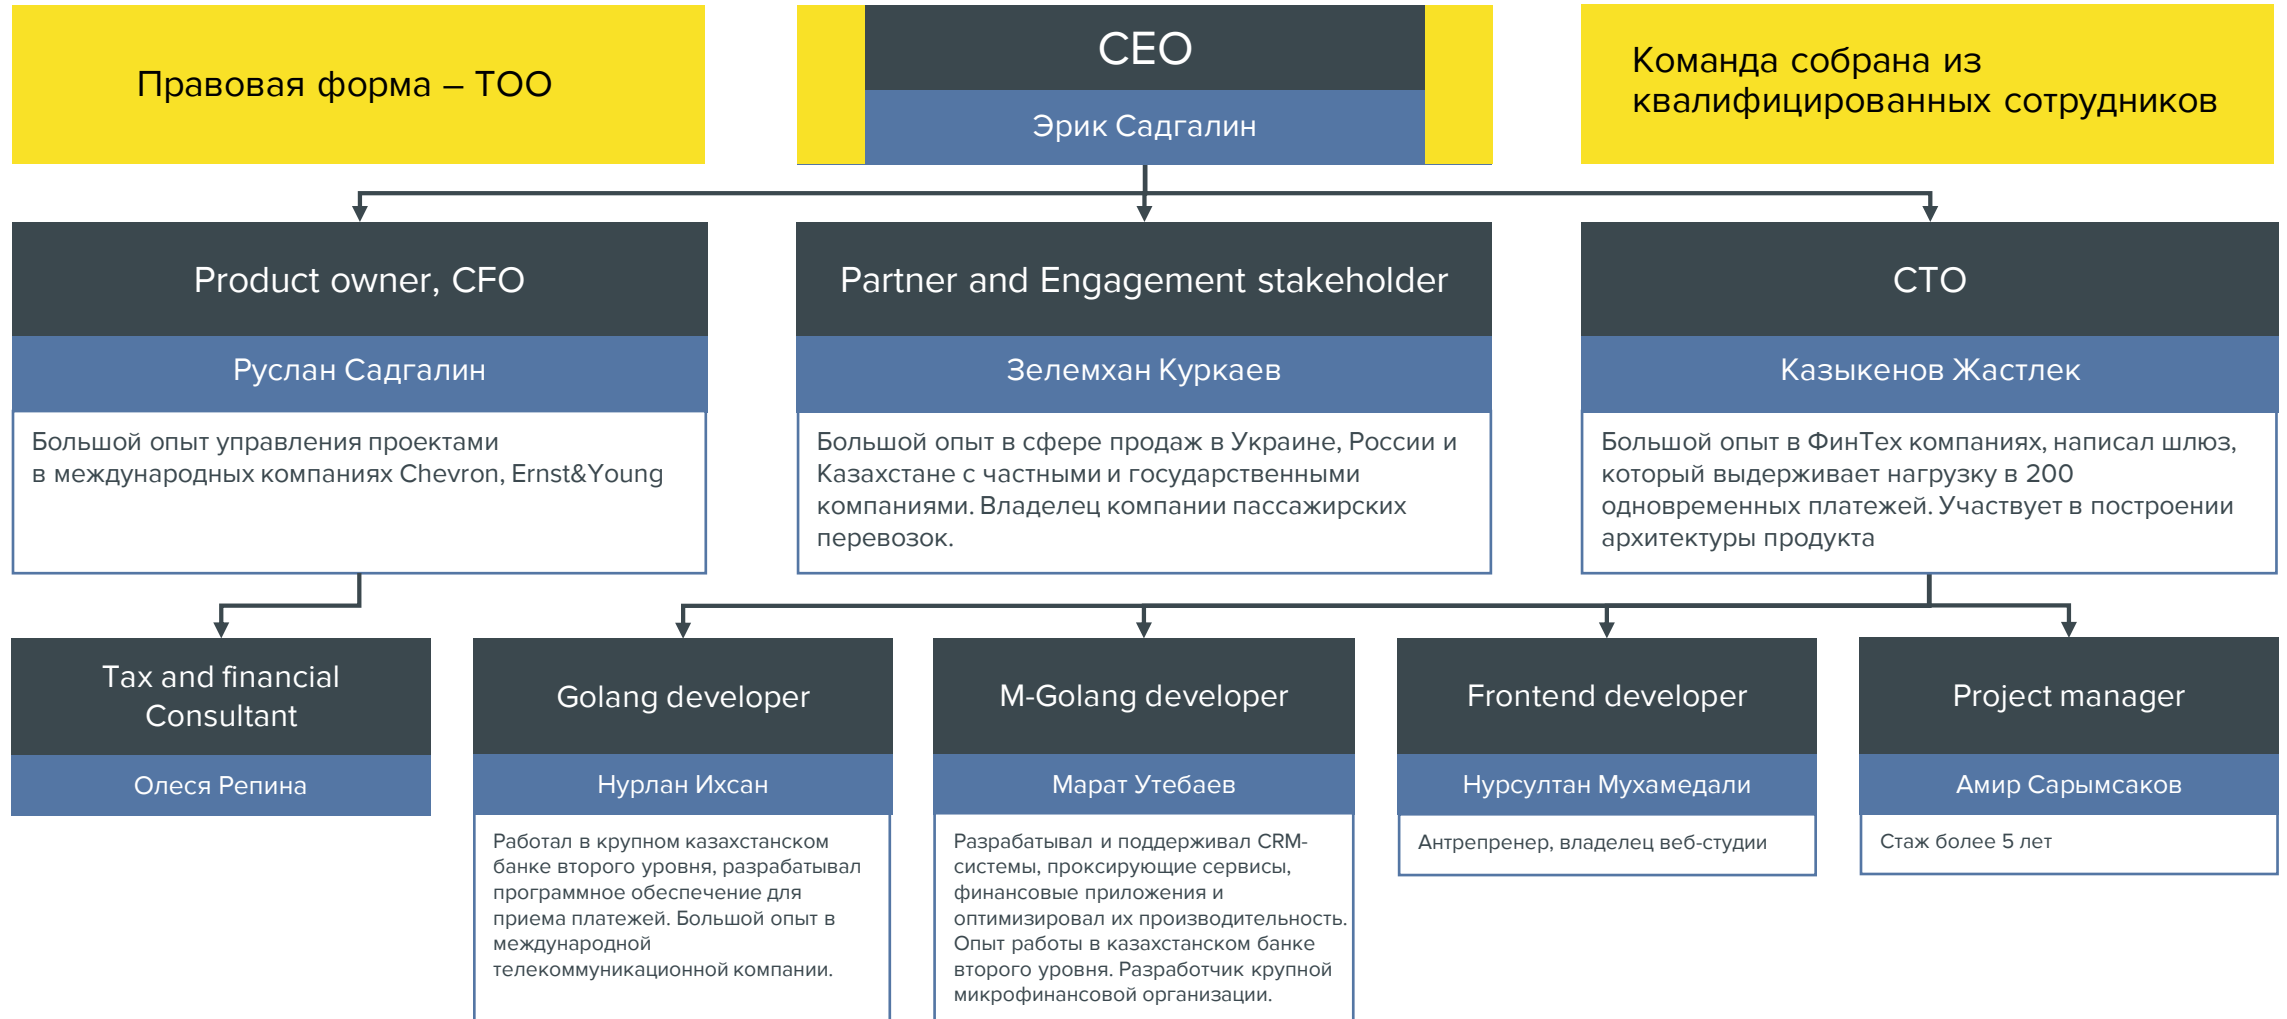 Правовая форма – ТОО
CEO
Эрик Садгалин
Команда собрана из
квалифицированных сотрудников
Product owner, CFO
Руслан Садгалин
Большой опыт управления проектами
в международных компаниях Chevron, Ernst&Young
Partner and Engagement stakeholder
Зелемхан Куркаев
Большой опыт в сфере продаж в Украине, России и
Казахстане с частными и государственными
компаниями. Владелец компании пассажирских
перевозок.
CTO
Казыкенов Жастлек
Большой опыт в ФинТех компаниях, написал шлюз,
который выдерживает нагрузку в 200
одновременных платежей. Участвует в построении
архитектуры продукта
Tax and financial
Consultant
Олеся Репина
Golang developer
Нурлан Ихсан
Работал в крупном казахстанском
банке второго уровня, разрабатывал
программное обеспечение для
приема платежей. Большой опыт в
международной
телекоммуникационной компании.
M-Golang developer
Марат Утебаев
Разрабатывал и поддерживал CRM-
системы, проксирующие сервисы,
финансовые приложения и
оптимизировал их производительность.
Опыт работы в казахстанском банке
второго уровня. Разработчик крупной
микрофинансовой организации.
Frontend developer
Нурсултан Мухамедали
Антрепренер, владелец веб-студии
Project manager
Амир Сарымсаков
Стаж более 5 лет